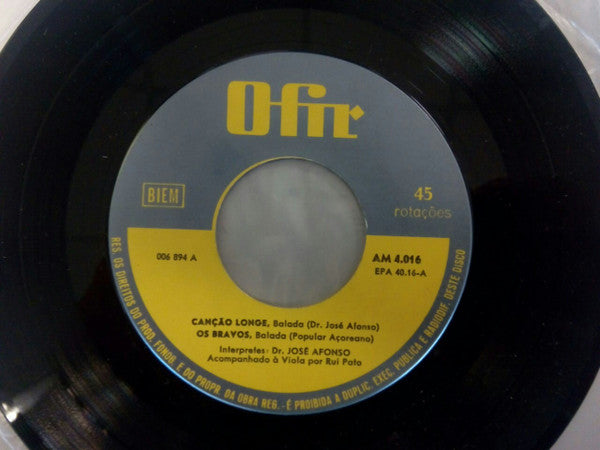 Ofir
BIEM
45
rotações
006 894 A
AM 4.016
EPA 40.16-A
CANÇÃO LONGE, Balada (Dr. José Afonso)
OS BRAVOS, Balada (Popular Açoreano)
Interpretes: Dr. JOSÉ AFONSO
Acompanhado à Viola por Rui Pato
RES. OS DIREITOS DO PROD. FONOGR. E DO PROPR. DA OBRA REG. - É PROIBIDA A DUPLIC. EXEC. PUBLICA E RADIODIF. DESTE DISCO